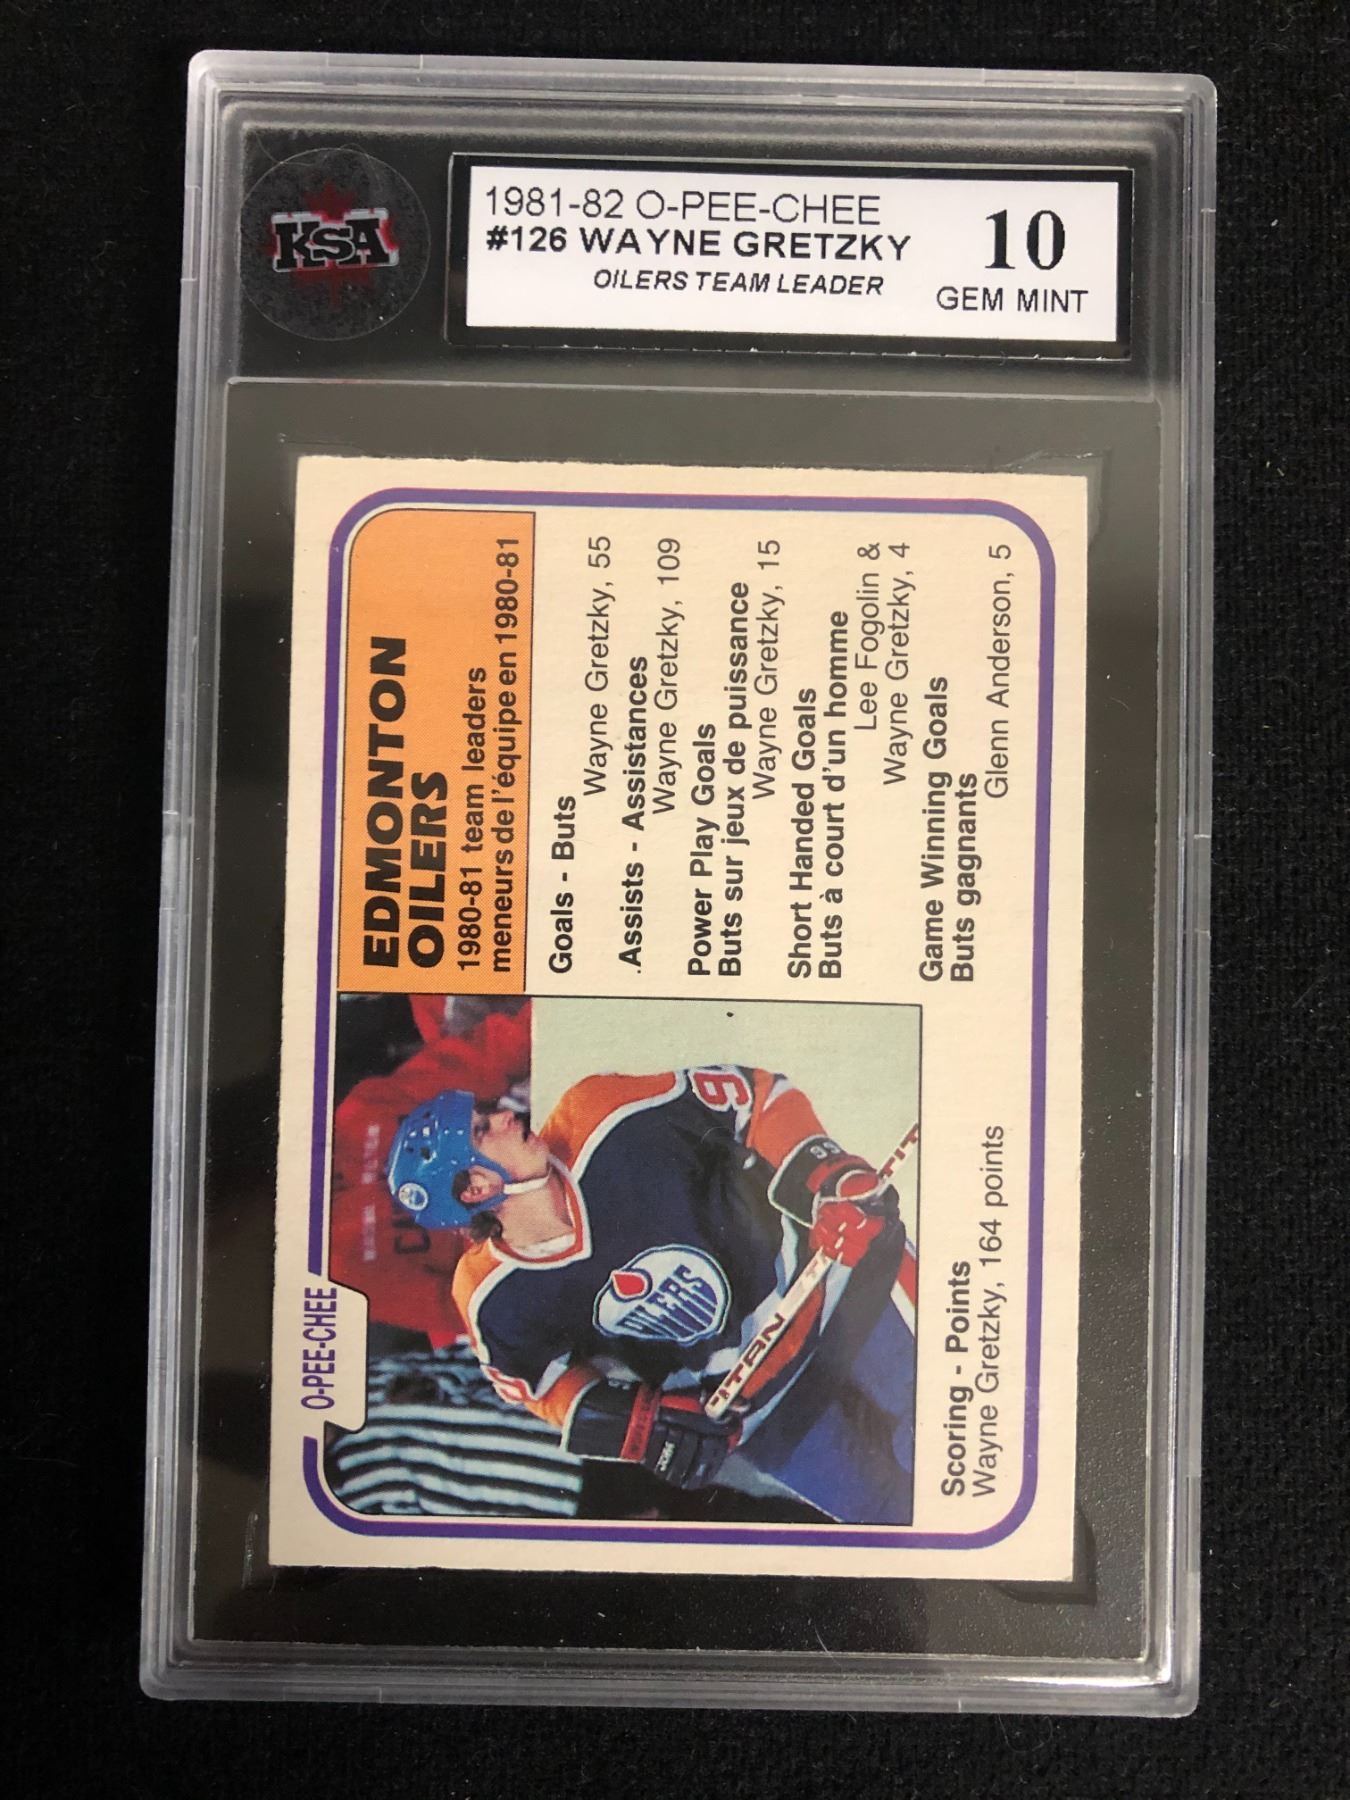 KSA
1981-82 O-PEE-CHEE
#126 WAYNE GRETZKY
OILERS TEAM LEADER
10
GEM MINT
O-PEE-CHEE
EDMONTON
OILERS
1980-81 team leaders
meneurs de l'équipe en 1980-81
Goals - Buts
Wayne Gretzky, 55
.Assists - Assistances
Wayne Gretzky, 109
Power Play Goals
Buts sur jeux de puissance
Wayne Gretzky, 15
Short Handed Goals
Buts à court d'un homme
Lee Fogolin &
Wayne Gretzky, 4
Game Winning Goals
Buts gagnants
Glenn Anderson, 5
Scoring - Points
Wayne Gretzky, 164 points
OILERS
TITAN
TIT
JOFA
99